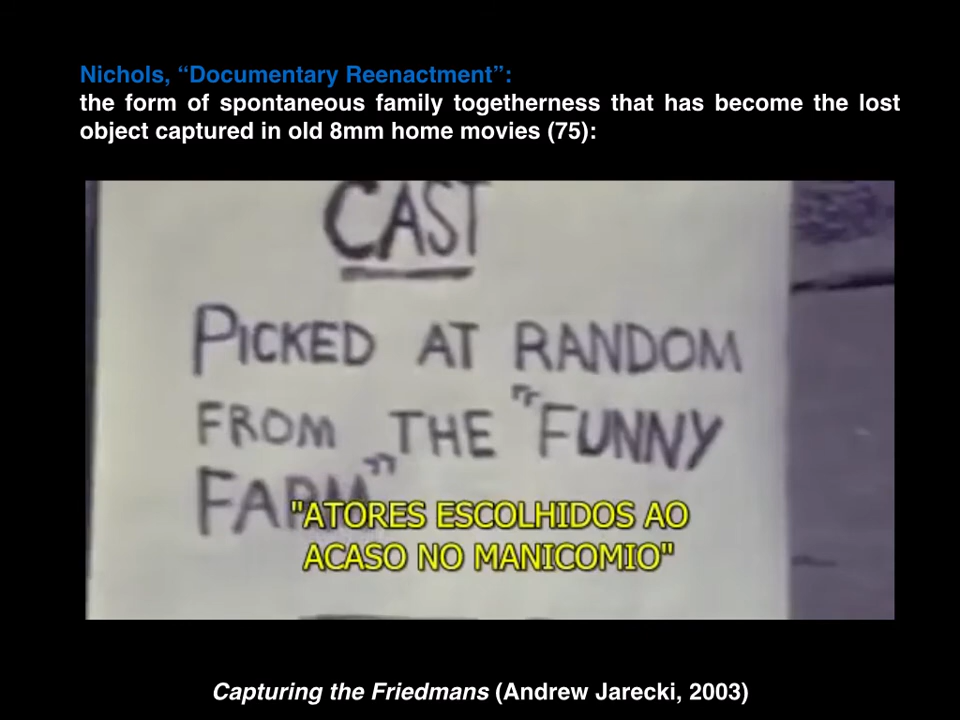 Nichols, “Documentary Reenactment”:
the form of spontaneous family togetherness that has become the lost
object captured in old 8mm home movies (75):
CAST
PICKED AT RANDOM
FROM THE "FUNNY
FARM"
"ATORES ESCOLHIDOS AO
ACASO NO MANICOMIO"
Capturing the Friedmans (Andrew Jarecki, 2003)